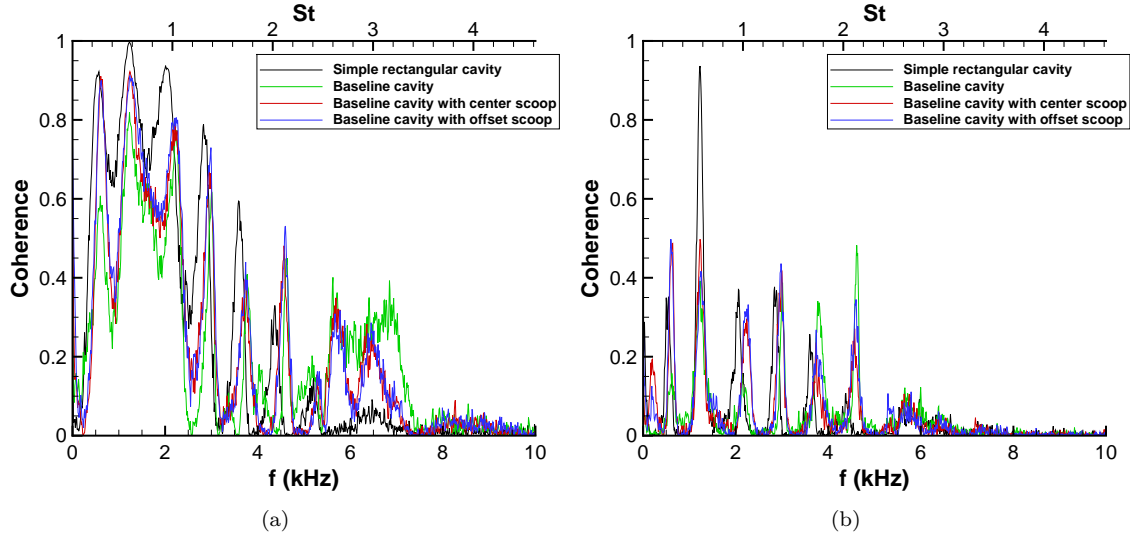 St
1 2 3 4
1
0.8
0.6
0.4
0.2
0
Coherence
Simple rectangular cavity
Baseline cavity
Baseline cavity with center scoop
Baseline cavity with offset scoop
0 2 4 6 8 10
f (kHz)
(a)
St
1 2 3 4
1
0.8
0.6
0.4
0.2
0
Coherence
Simple rectangular cavity
Baseline cavity
Baseline cavity with center scoop
Baseline cavity with offset scoop
0 2 4 6 8 10
f (kHz)
(b)